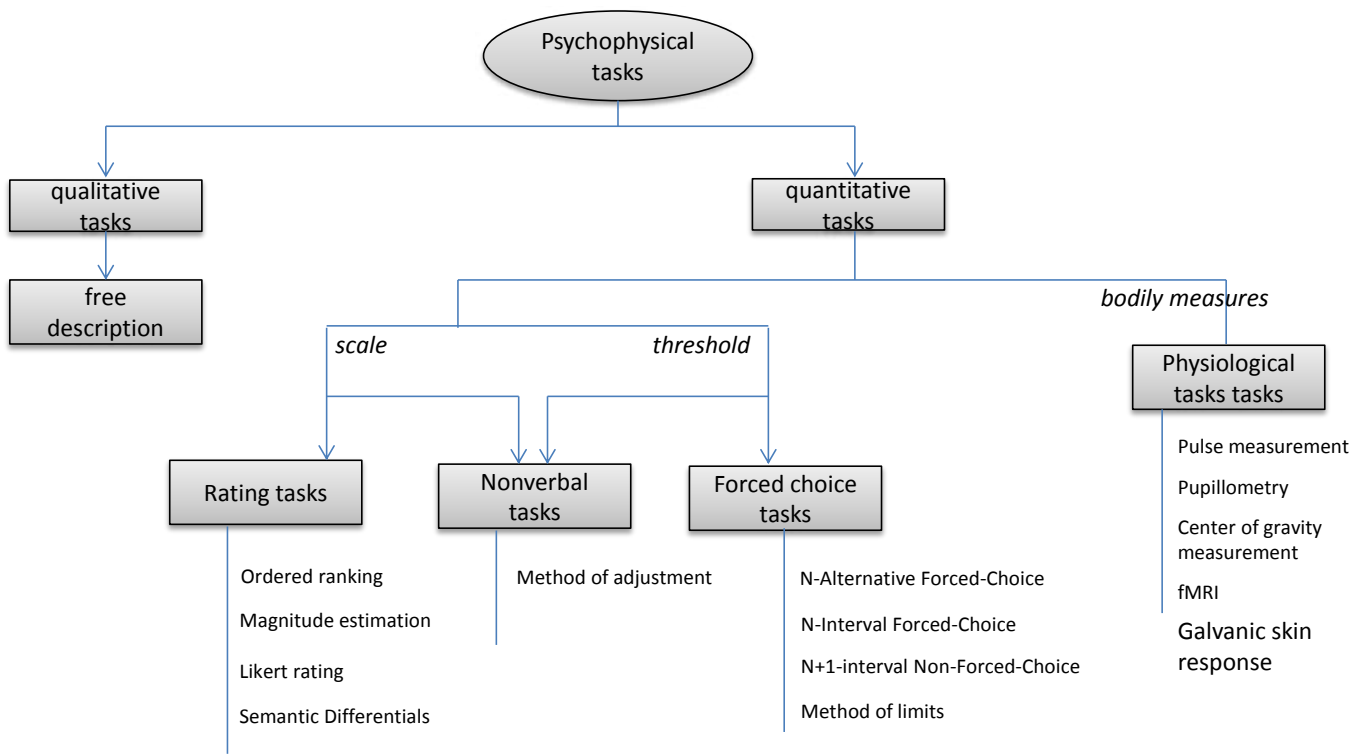 Psychophysical
tasks
qualitative
tasks
quantitative
tasks
free
description
bodily measures
scale
threshold
Physiological
tasks tasks
Rating tasks
Nonverbal
tasks
Forced choice
tasks
Ordered ranking
Magnitude estimation
Likert rating
Semantic Differentials
Method of adjustment
N-Alternative Forced-Choice
N-Interval Forced-Choice
N+1-interval Non-Forced-Choice
Method of limits
Pulse measurement
Pupillometry
Center of gravity
measurement
fMRI
Galvanic skin
response